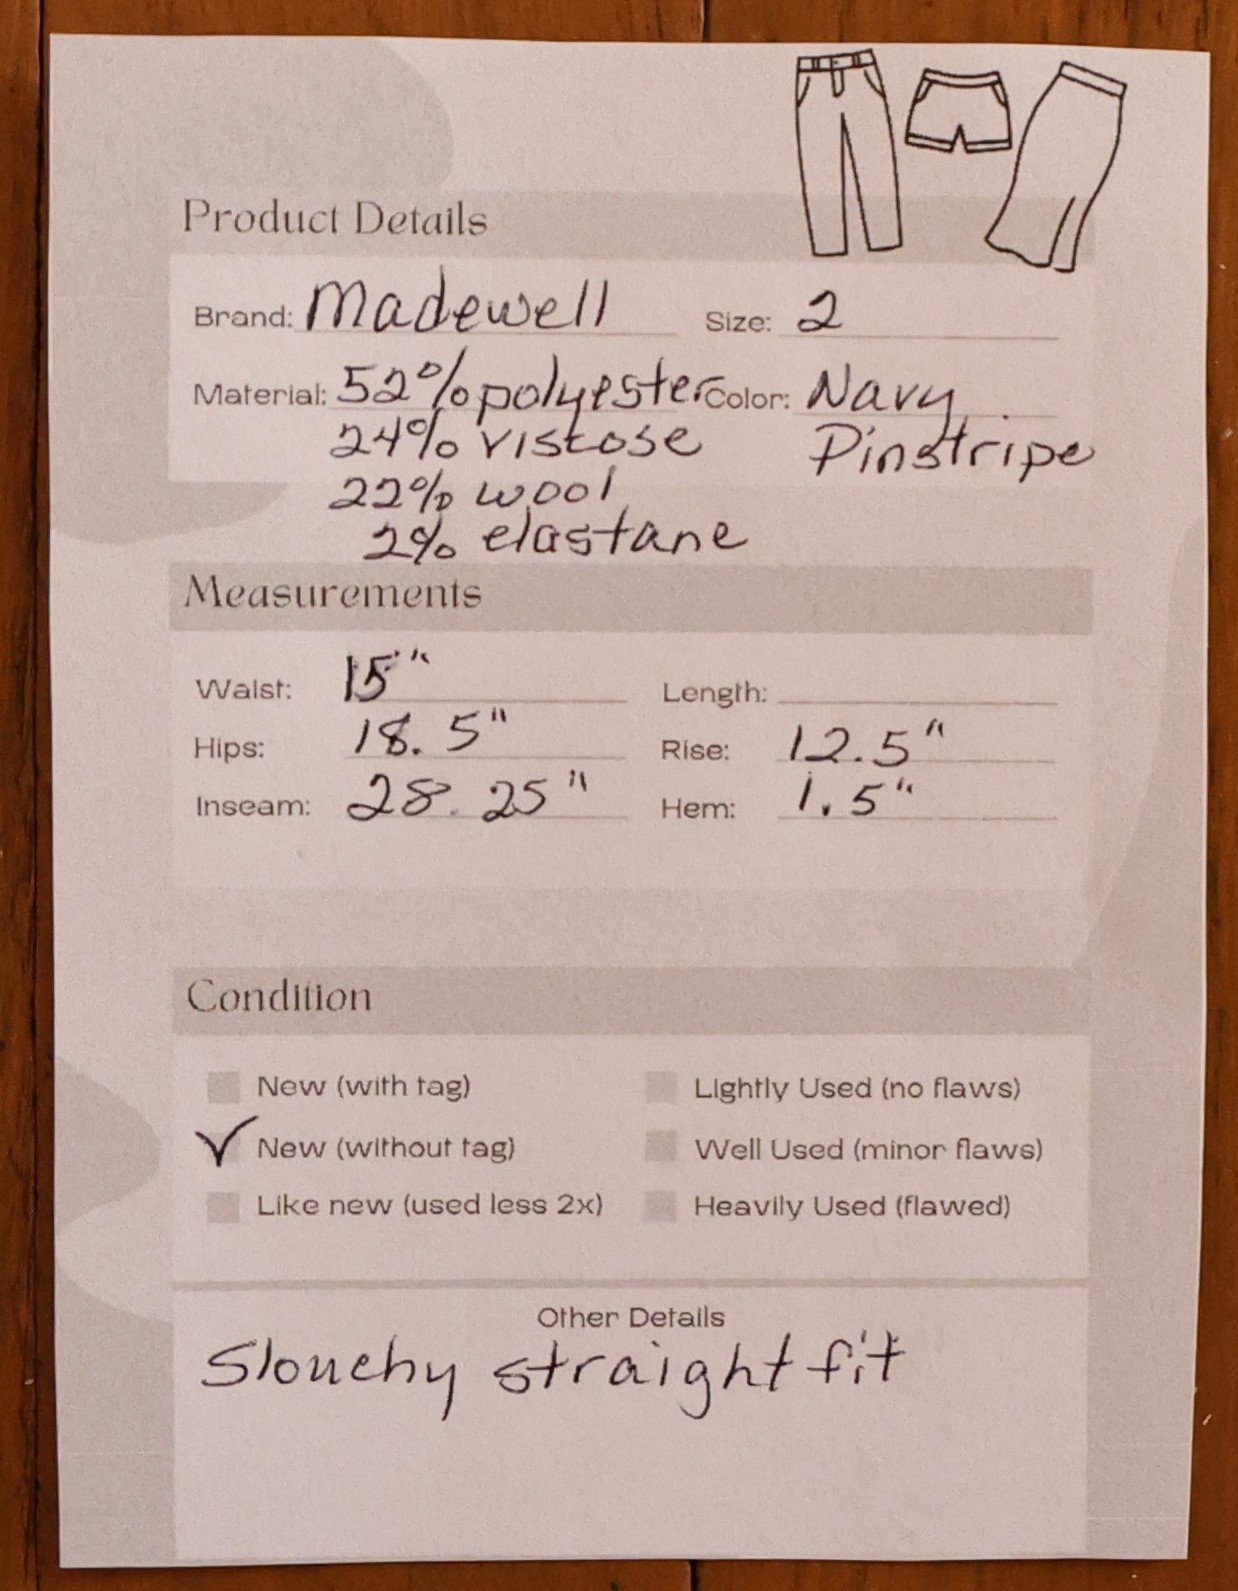 Product Details
Brand: Madewell Size: 2
Material: 52% polyester Color: Navy
24% viscose Pinstripe
22% wool
2% elastane
Measurements
Waist: 15" Length:
Hips: 18.5" Rise: 12.5"
Inseam: 28.25" Hem: 1.5"
Condition
New (with tag) Lightly Used (no flaws)
New (without tag) Well Used (minor flaws)
Like new (used less 2x) Heavily Used (flawed)
Other Details
Slouchy straight fit